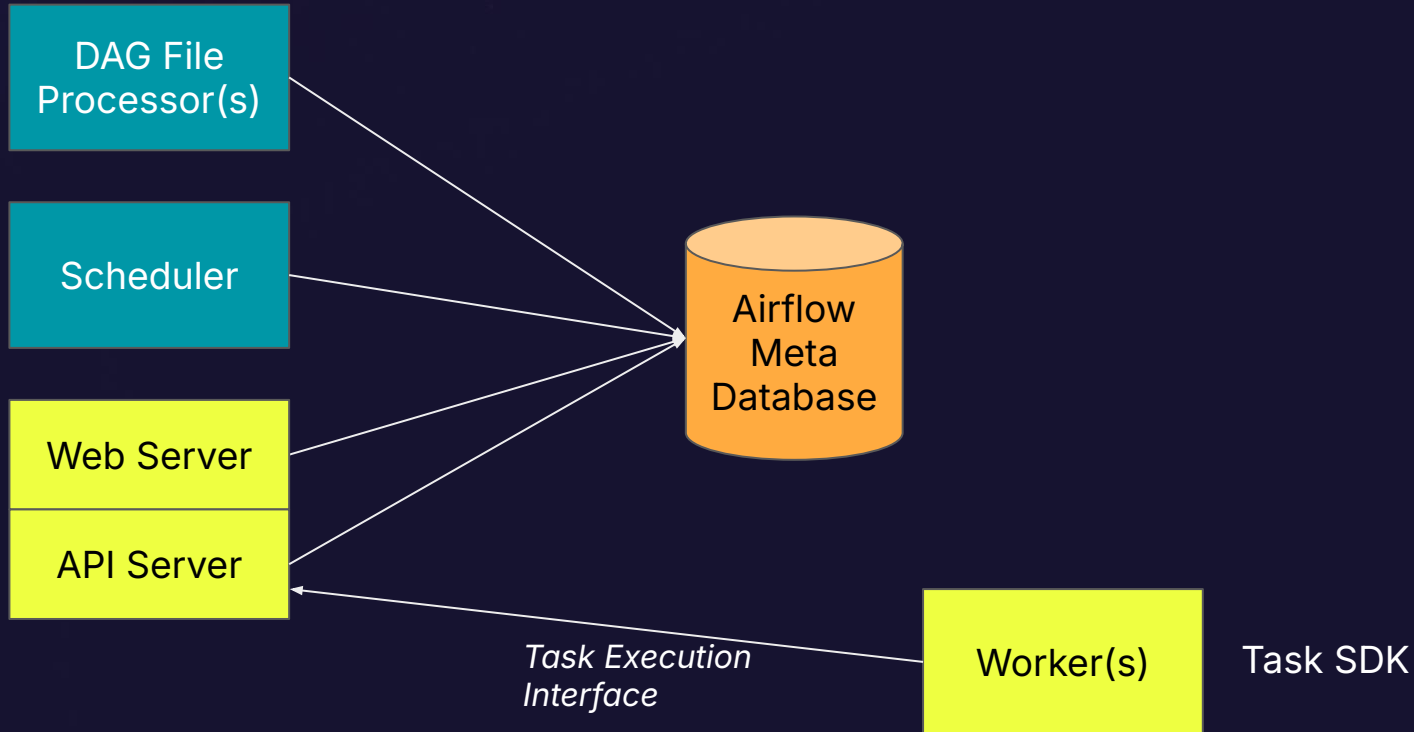 DAG File
Processor(s)
Scheduler
Airflow
Meta
Database
Web Server
API Server
Task Execution
Interface
Worker(s)
Task SDK